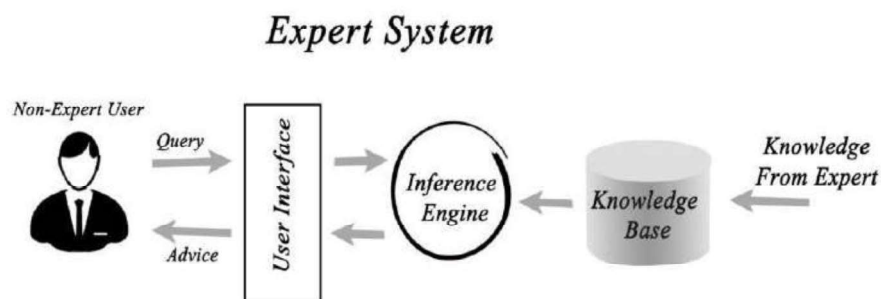 Expert System
Non-Expert User
Query
Advice
User Interface
Inference
Engine
Knowledge
Base
Knowledge
From Expert